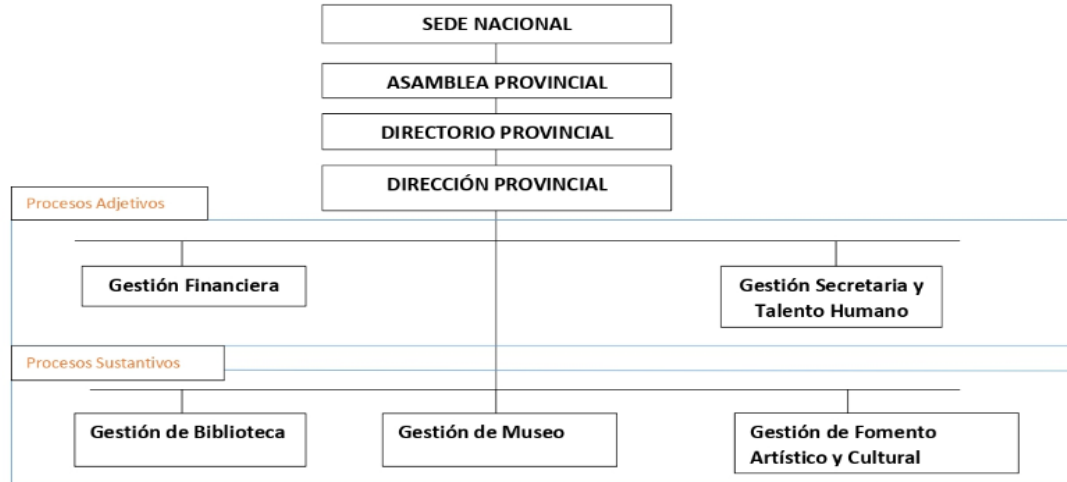 SEDE NACIONAL
ASAMBLEA PROVINCIAL
DIRECTORIO PROVINCIAL
DIRECCIÓN PROVINCIAL
Procesos Adjetivos
Gestión Financiera
Gestión Secretaria y
Talento Humano
Procesos Sustantivos
Gestión de Biblioteca
Gestión de Museo
Gestión de Fomento
Artístico y Cultural